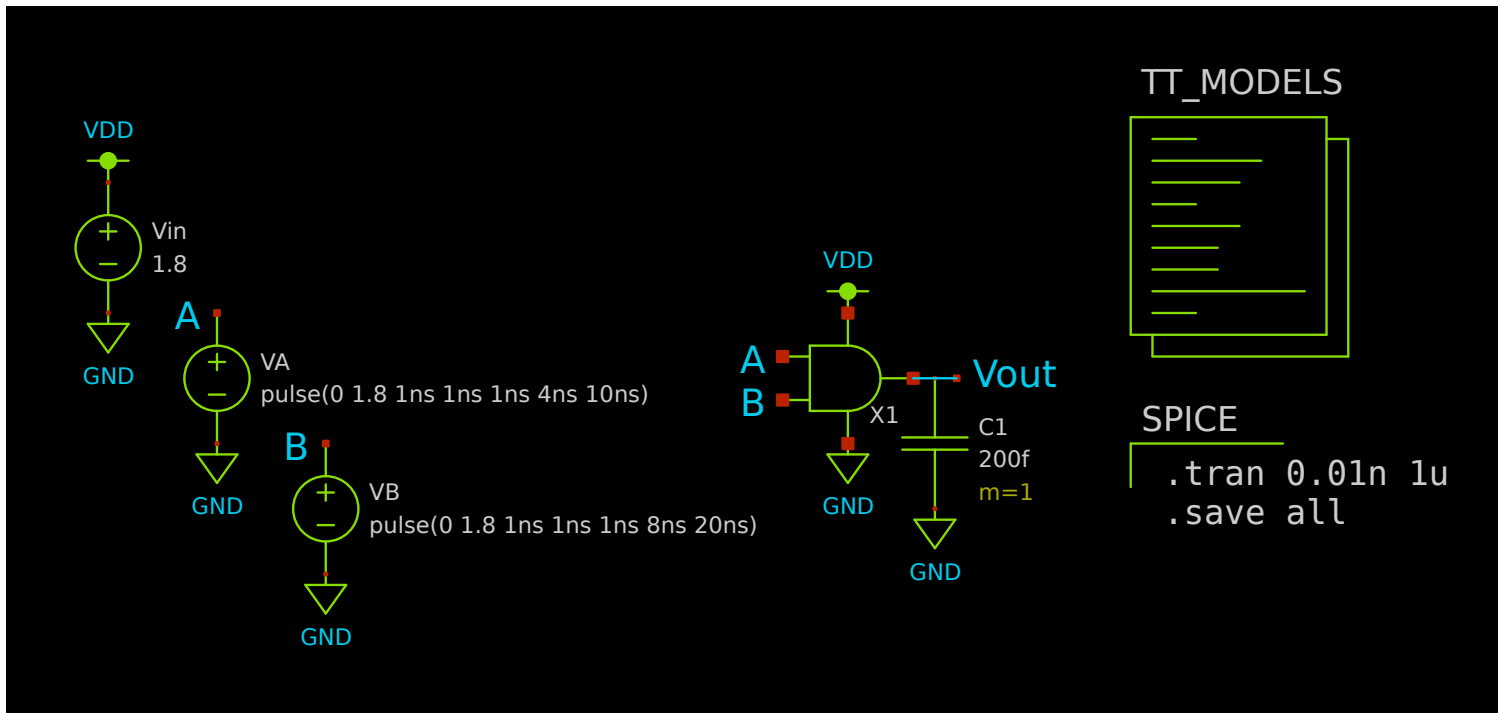 TT_MODELS
VDD
Vin
1.8
GND
A
VA
pulse(0 1.8 1ns 1ns 1ns 4ns 10ns)
GND
B
VB
pulse(0 1.8 1ns 1ns 1ns 8ns 20ns)
GND
VDD
A
B
X1
GND
Vout
C1
200f
m=1
GND
SPICE
.tran 0.01n 1u
.save all